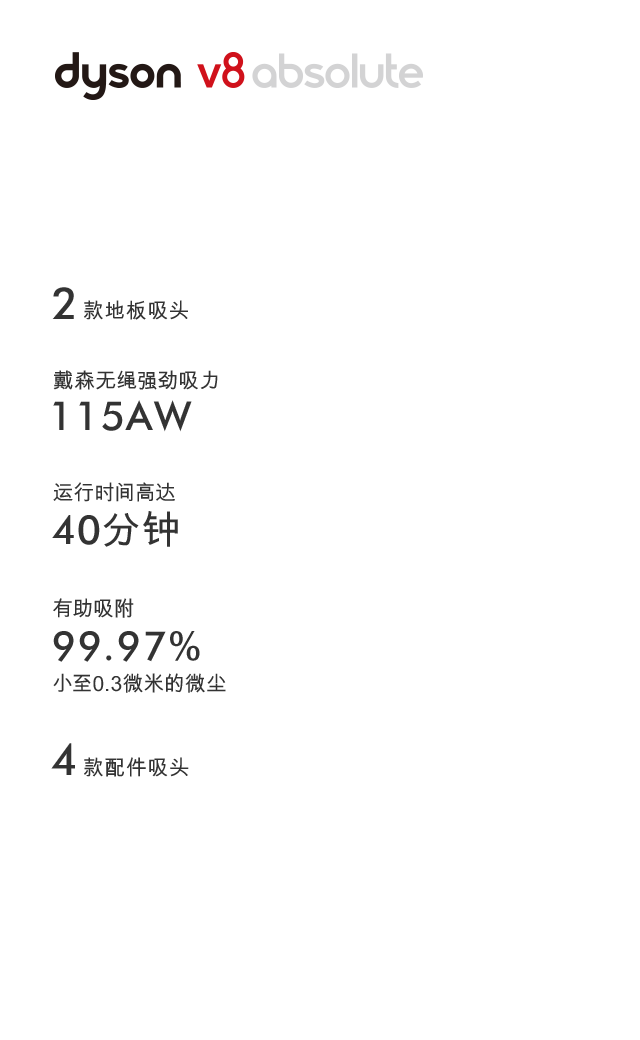 dyson v8 absolute
2 款地板吸头
戴森无绳强劲吸力
115AW
运行时间高达
40分钟
有助吸附
99.97%
小至0.3微米的微尘
4 款配件吸头